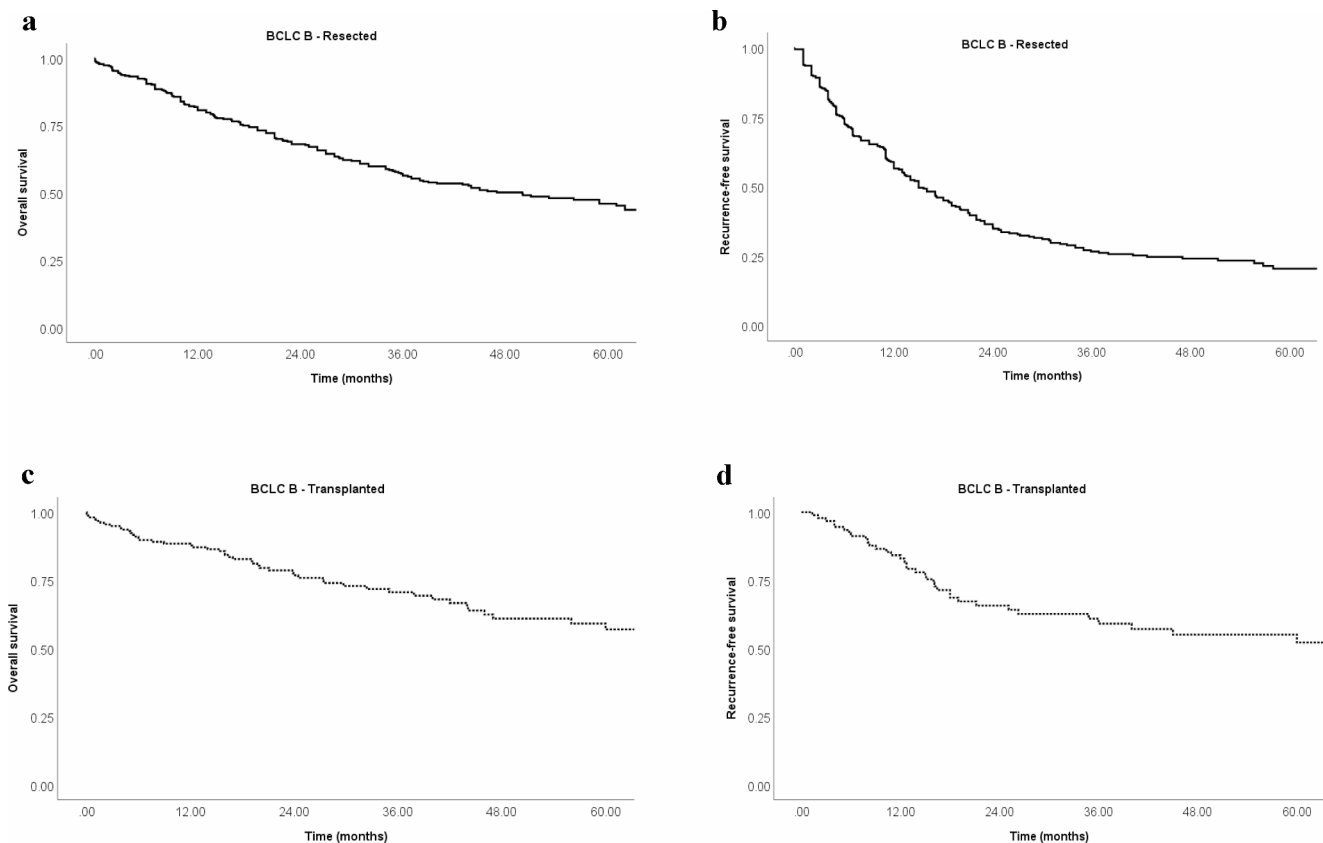 a
BCLC B - Resected
1.00
0.75
0.50
0.25
0.00
Overall survival
.00 12.00 24.00 36.00 48.00 60.00
Time (months)
b
BCLC B - Resected
1.00
0.75
0.50
0.25
0.00
Recurrence-free survival
.00 12.00 24.00 36.00 48.00 60.00
Time (months)
c
BCLC B - Transplanted
1.00
0.75
0.50
0.25
0.00
Overall survival
.00 12.00 24.00 36.00 48.00 60.00
Time (months)
d
BCLC B - Transplanted
1.00
0.75
0.50
0.25
0.00
Recurrence-free survival
.00 12.00 24.00 36.00 48.00 60.00
Time (months)